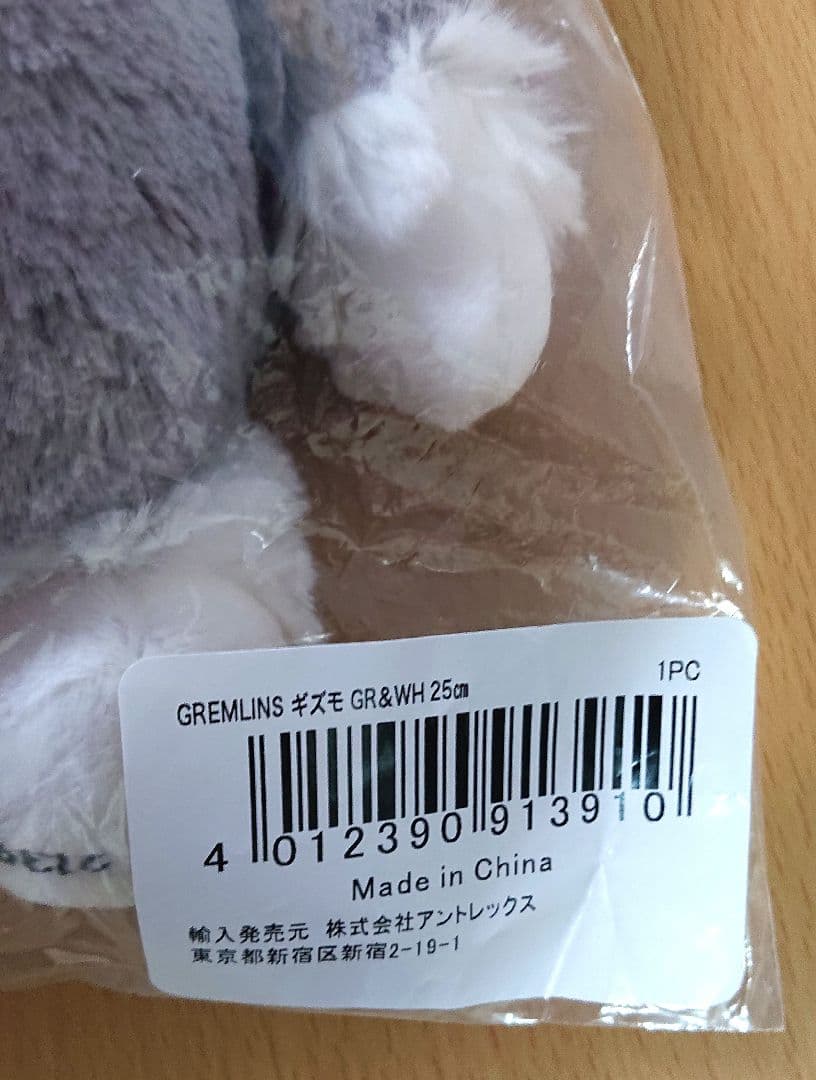 GREMLINS ギズモ GR&WH 25㎝
1PC
4 012390 913910
Made in China
輸入発売元 株式会社アントレックス
東京都新宿区新宿2-19-1